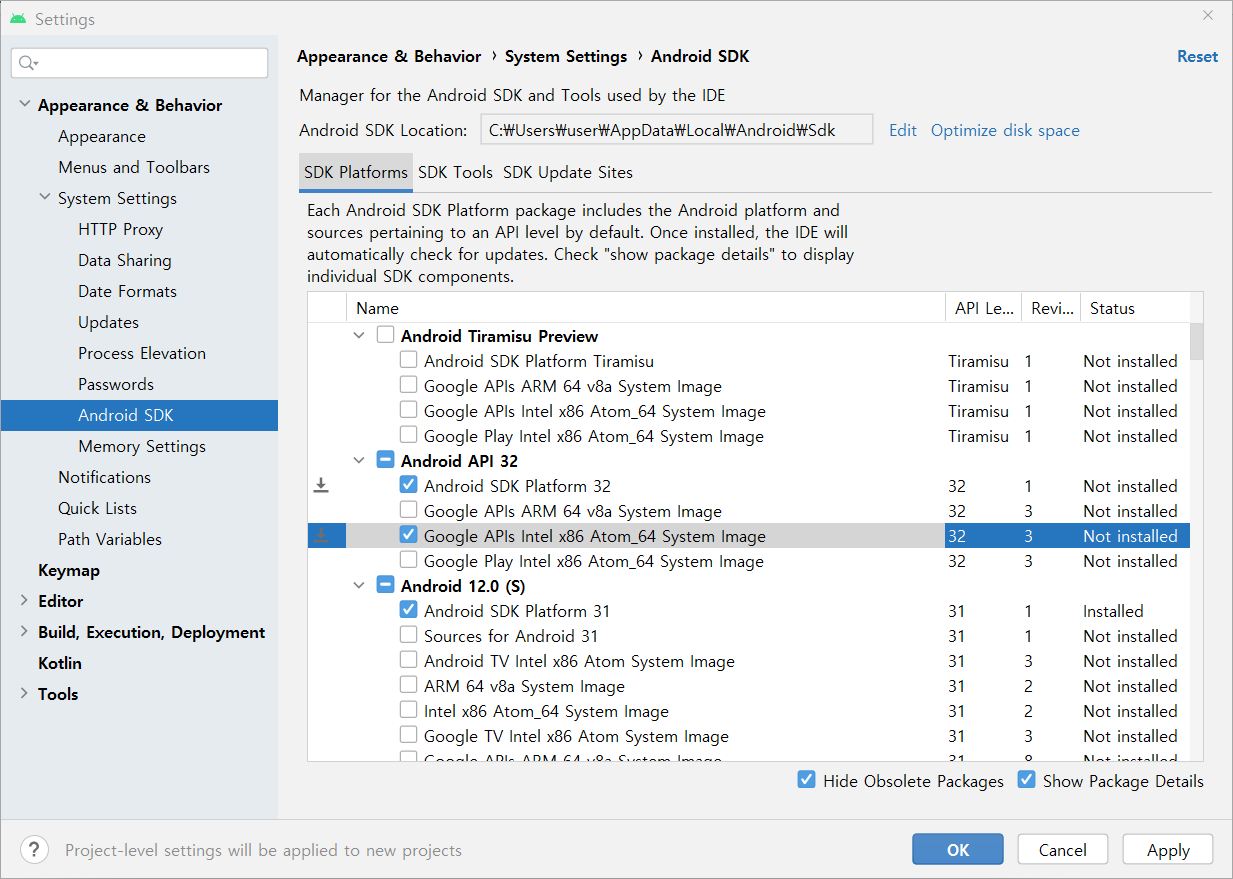 Settings
Appearance & Behavior › System Settings › Android SDK
Reset
Appearance & Behavior
Appearance
Menus and Toolbars
System Settings
HTTP Proxy
Data Sharing
Date Formats
Updates
Process Elevation
Passwords
Android SDK
Memory Settings
Notifications
Quick Lists
Path Variables
Keymap
Editor
Build, Execution, Deployment
Kotlin
Tools
Manager for the Android SDK and Tools used by the IDE
Android SDK Location: C:₩Users₩user₩AppData₩Local₩Android₩Sdk Edit Optimize disk space
SDK Platforms SDK Tools SDK Update Sites
Each Android SDK Platform package includes the Android platform and
sources pertaining to an API level by default. Once installed, the IDE will
automatically check for updates. Check "show package details" to display
individual SDK components.
Name API Le... Revi... Status
Android Tiramisu Preview
Android SDK Platform Tiramisu Tiramisu 1 Not installed
Google APIs ARM 64 v8a System Image Tiramisu 1 Not installed
Google APIs Intel x86 Atom_64 System Image Tiramisu 1 Not installed
Google Play Intel x86 Atom_64 System Image Tiramisu 1 Not installed
Android API 32
Android SDK Platform 32 32 1 Not installed
Google APIs ARM 64 v8a System Image 32 3 Not installed
Google APIs Intel x86 Atom_64 System Image 32 3 Not installed
Google Play Intel x86 Atom_64 System Image 32 3 Not installed
Android 12.0 (S)
Android SDK Platform 31 31 1 Installed
Sources for Android 31 31 1 Not installed
Android TV Intel x86 Atom System Image 31 3 Not installed
ARM 64 v8a System Image 31 2 Not installed
Intel x86 Atom_64 System Image 31 2 Not installed
Google TV Intel x86 Atom System Image 31 3 Not installed
Google APIs ARM 64 v8a System Image 31 8 Not installed
Hide Obsolete Packages Show Package Details
? Project-level settings will be applied to new projects
OK Cancel Apply